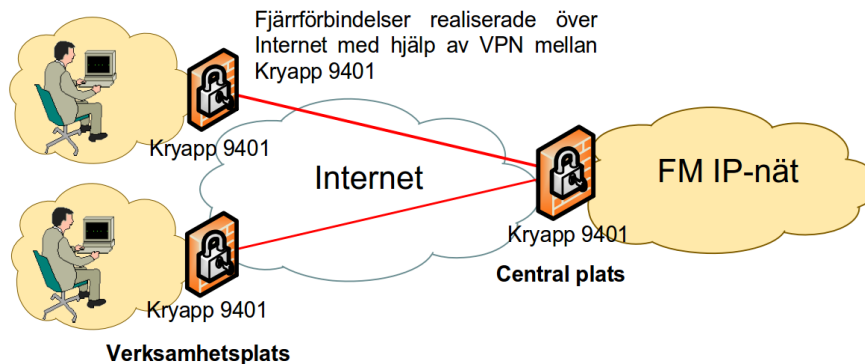 Fjärrförbindelser realiserade över
Internet med hjälp av VPN mellan
Kryapp 9401
Kryapp 9401
Internet
FM IP-nät
Kryapp 9401
Central plats
Kryapp 9401
Verksamhetsplats